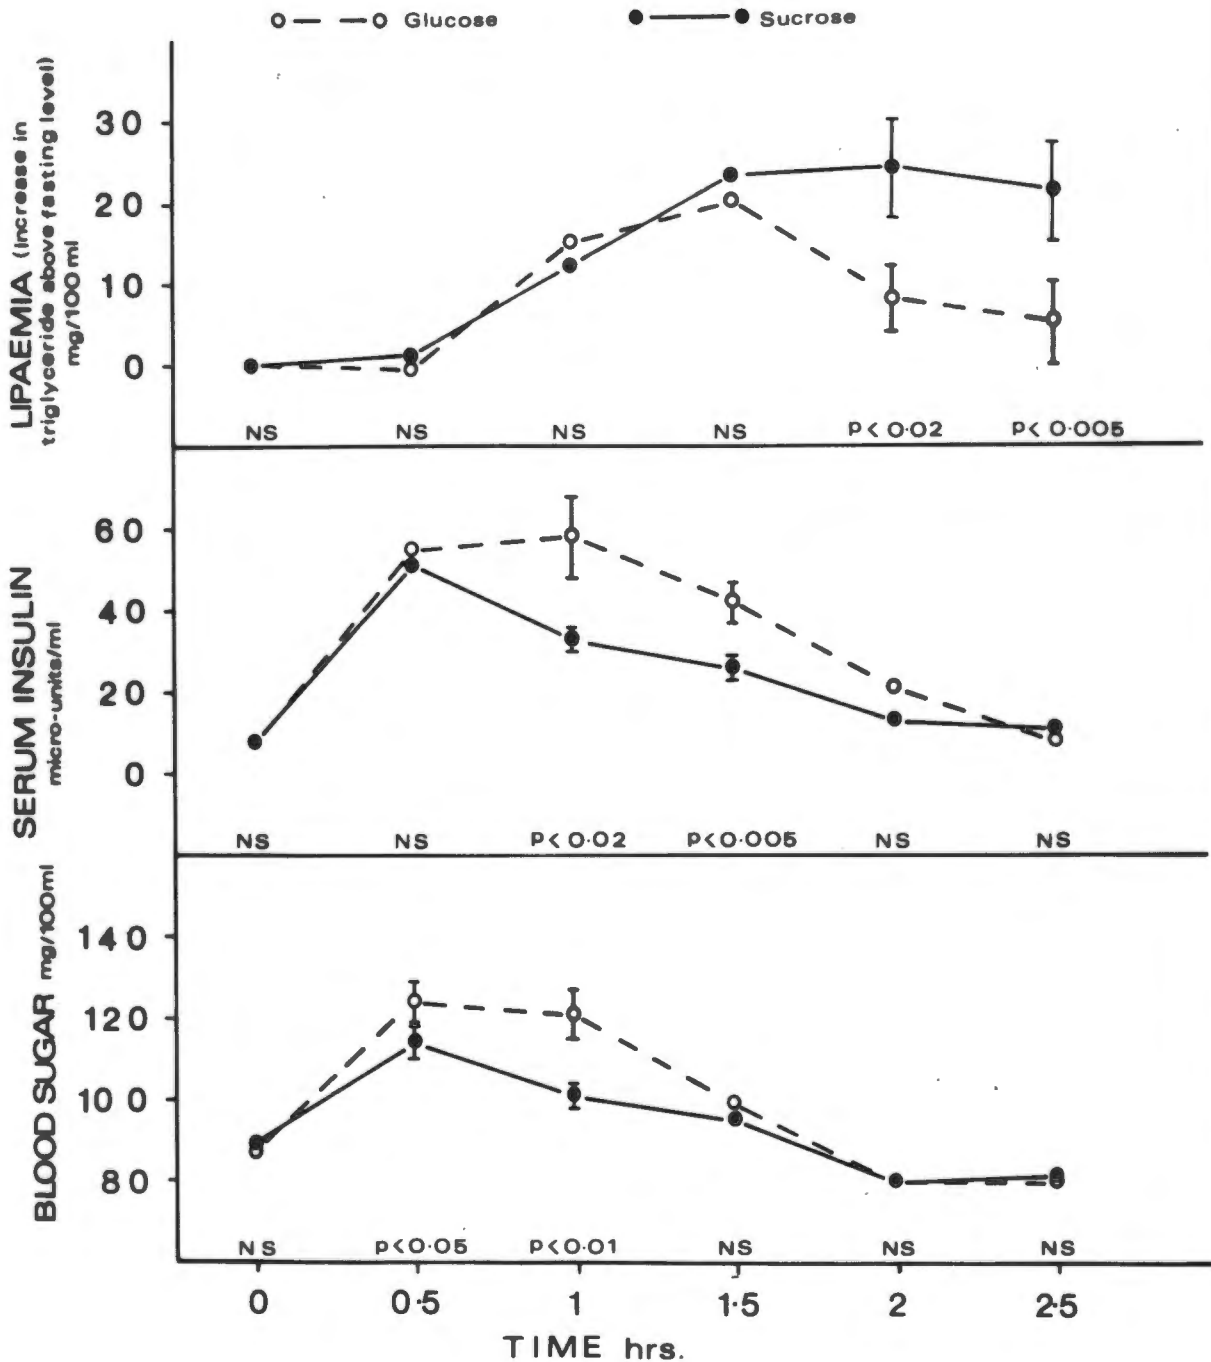 Glucose
Sucrose
LIPAEMIA (Increase in
triglyceride above fasting level)
mg/100 ml
30
20
10
0
NS NS NS NS P< 0·02 P< 0·005
SERUM INSULIN
micro-units/ml
60
40
20
0
NS NS P< 0·02 P<0·005 NS NS
BLOOD SUGAR mg/100ml
140
120
100
80
NS P<0·05 P<0·01 NS NS NS
0 0·5 1 1·5 2 2·5
TIME hrs.